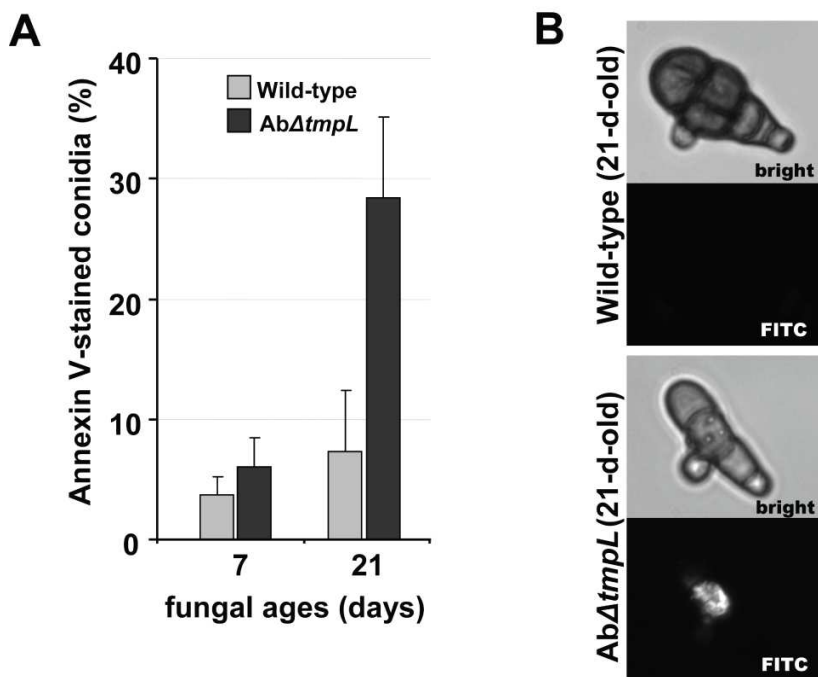 A
Annexin V-stained conidia (%)
40
30
20
10
0
Wild-type
AbΔtmpL
7
21
fungal ages (days)
B
Wild-type (21-d-old)
bright
FITC
AbΔtmpL (21-d-old)
bright
FITC